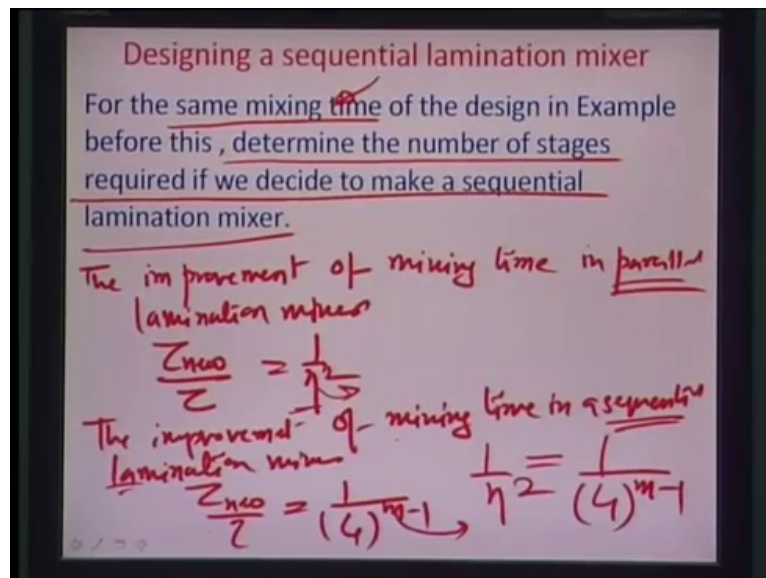 Designing a sequential lamination mixer
For the same mixing time of the design in Example
before this , determine the number of stages
required if we decide to make a sequential
lamination mixer.
The improvement of mixing time in parallel
lamination mixer
τnew/τ = 1/n²
The improvement of mixing time in a sequential
lamination mixer
τnew/τ = 1/(4)^m-1
1/n² = 1/(4)^m-1